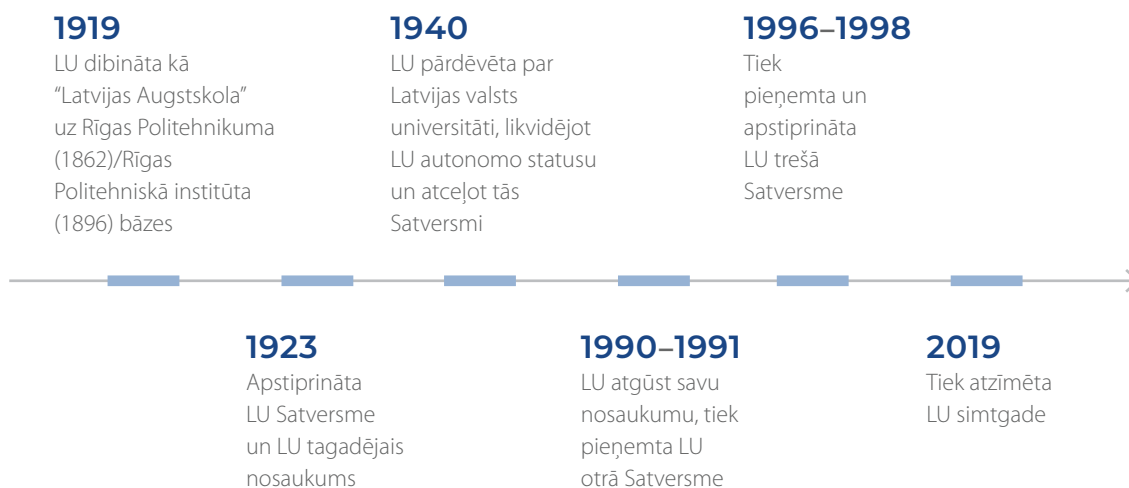 1919
LU dibināta kā
“Latvijas Augstskola”
uz Rīgas Politehnikuma
(1862)/Rīgas
Politehniskā institūta
(1896) bāzes
1940
LU pārdēvēta par
Latvijas valsts
universitāti, likvidējot
LU autonomo statusu
un atceļot tās
Satversmi
1996–1998
Tiek
pieņemta un
apstiprināta
LU trešā
Satversme
1923
Apstiprināta
LU Satversme
un LU tagadējais
nosaukums
1990–1991
LU atgūst savu
nosaukumu, tiek
pieņemta LU
otrā Satversme
2019
Tiek atzīmēta
LU simtgade